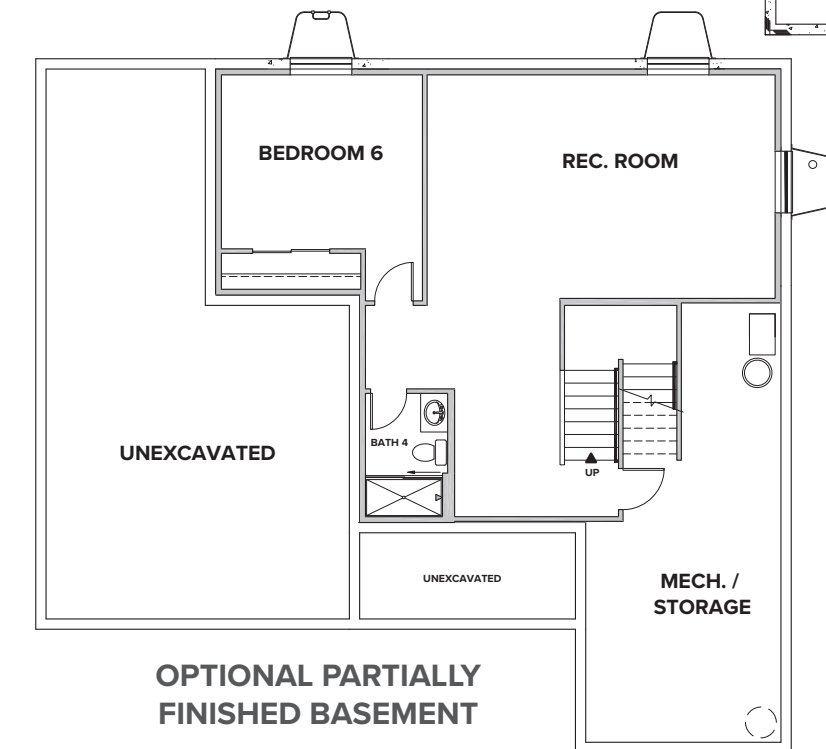 BEDROOM 6
REC. ROOM
BATH 4
UNEXCAVATED
UP
UNEXCAVATED
MECH. /
STORAGE
OPTIONAL PARTIALLY
FINISHED BASEMENT